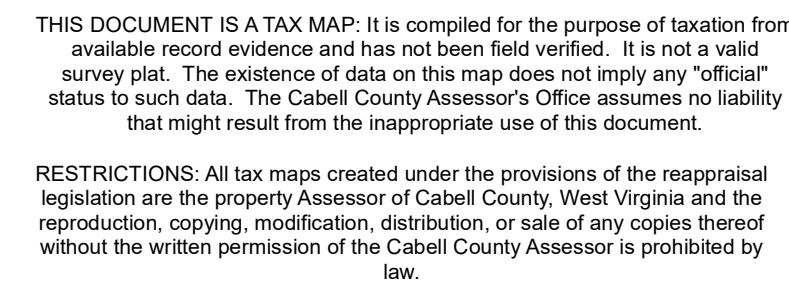 THIS DOCUMENT IS A TAX MAP: It is compiled for the purpose of taxation from
available record evidence and has not been field verified.  It is not a valid
survey plat.  The existence of data on this map does not imply any "official"
status to such data.  The Cabell County Assessor's Office assumes no liability
that might result from the inappropriate use of this document.
RESTRICTIONS: All tax maps created under the provisions of the reappraisal
legislation are the property Assessor of Cabell County, West Virginia and the
reproduction, copying, modification, distribution, or sale of any copies thereof
without the written permission of the Cabell County Assessor is prohibited by
law.